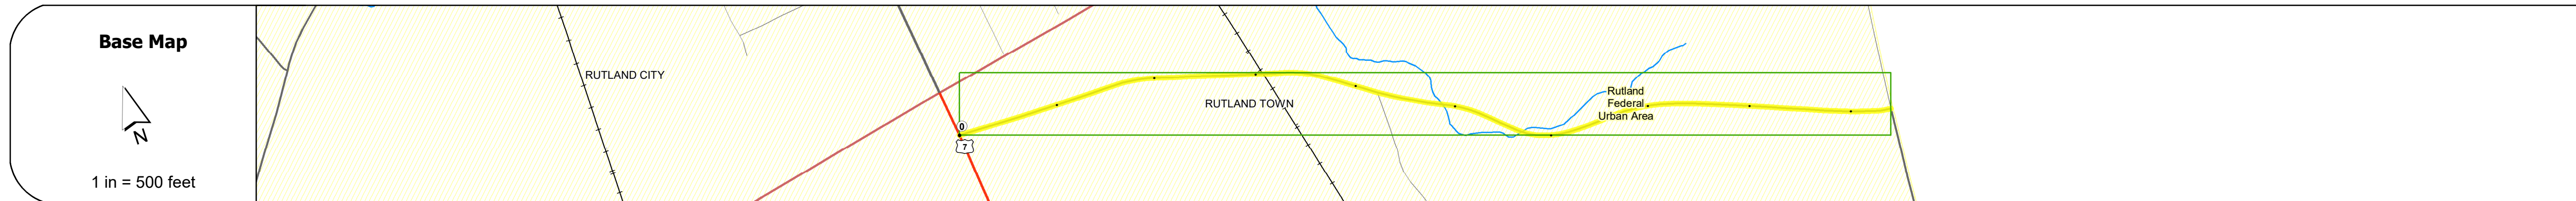 Base Map
N
1 in = 500 feet
RUTLAND CITY
0
7
RUTLAND TOWN
Rutland
Federal
Urban Area